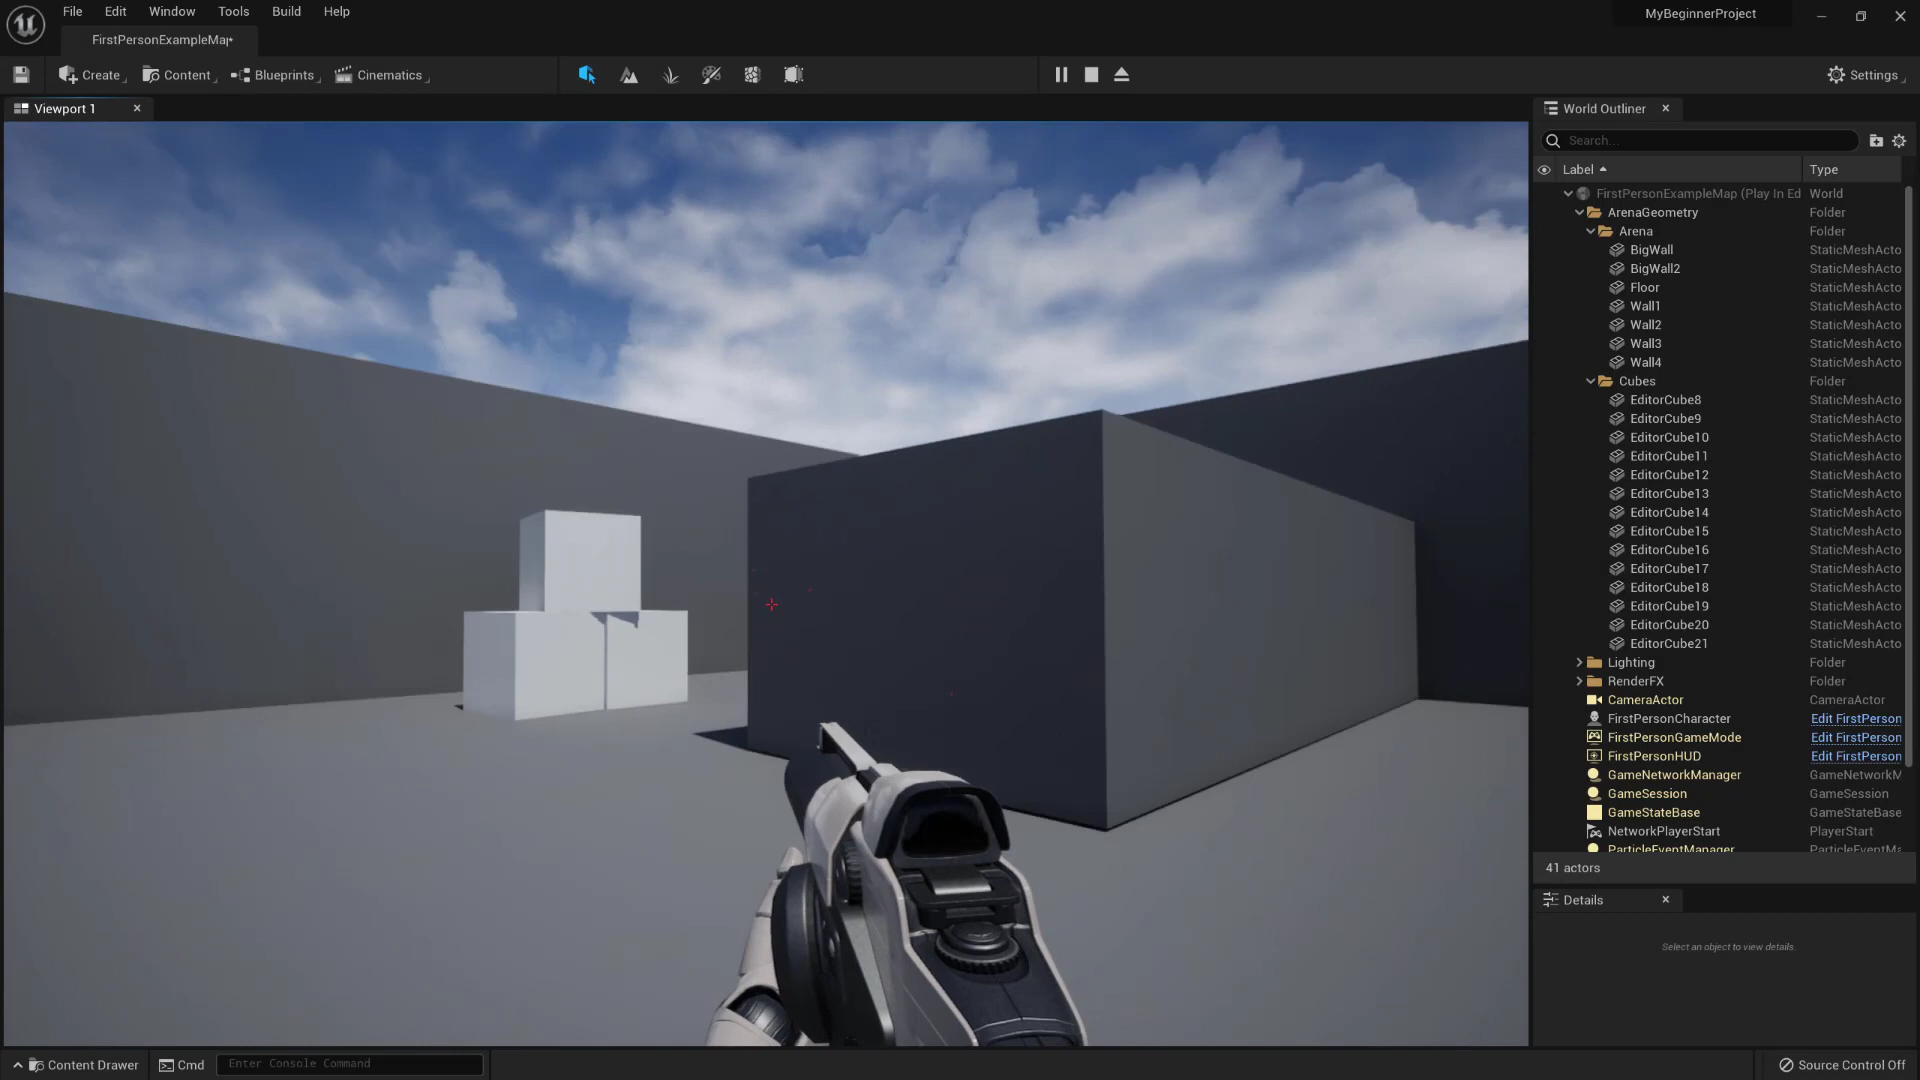 File Edit Window Tools Build Help
MyBeginnerProject
FirstPersonExampleMap*
Create Content Blueprints Cinematics
Settings
Viewport 1
World Outliner
Search...
Label Type
FirstPersonExampleMap (Play In Ed World
ArenaGeometry Folder
Arena Folder
BigWall StaticMeshActo
BigWall2 StaticMeshActo
Floor StaticMeshActo
Wall1 StaticMeshActo
Wall2 StaticMeshActo
Wall3 StaticMeshActo
Wall4 StaticMeshActo
Cubes Folder
EditorCube8 StaticMeshActo
EditorCube9 StaticMeshActo
EditorCube10 StaticMeshActo
EditorCube11 StaticMeshActo
EditorCube12 StaticMeshActo
EditorCube13 StaticMeshActo
EditorCube14 StaticMeshActo
EditorCube15 StaticMeshActo
EditorCube16 StaticMeshActo
EditorCube17 StaticMeshActo
EditorCube18 StaticMeshActo
EditorCube19 StaticMeshActo
EditorCube20 StaticMeshActo
EditorCube21 StaticMeshActo
Lighting Folder
RenderFX Folder
CameraActor CameraActor
FirstPersonCharacter Edit FirstPerson
FirstPersonGameMode Edit FirstPerson
FirstPersonHUD Edit FirstPerson
GameNetworkManager GameNetworkM
GameSession GameSession
GameStateBase GameStateBase
NetworkPlayerStart PlayerStart
ParticleEventManager ParticleEventMa
41 actors
Details
Select an object to view details.
Content Drawer Cmd Enter Console Command
Source Control Off